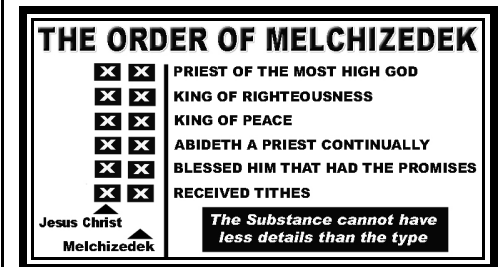 THE ORDER OF MELCHIZEDEK
X X PRIEST OF THE MOST HIGH GOD
X X KING OF RIGHTEOUSNESS
X X KING OF PEACE
X X ABIDETH A PRIEST CONTINUALLY
X X BLESSED HIM THAT HAD THE PROMISES
X X RECEIVED TITHES
Jesus Christ
Melchizedek
The Substance cannot have
less details than the type